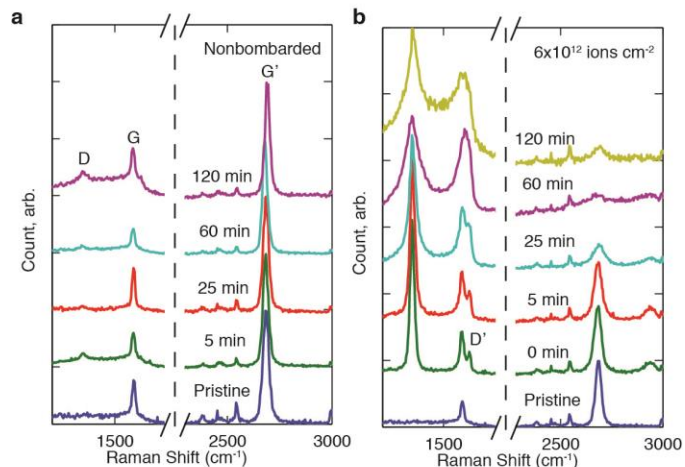 a
Nonbombarded
G'
D
G
120 min
60 min
25 min
5 min
Pristine
Count, arb.
1500
2500
3000
Raman Shift (cm-1)
b
6x10¹² ions cm⁻²
120 min
60 min
25 min
5 min
D'
0 min
Pristine
Count, arb.
1500
2500
3000
Raman Shift (cm⁻¹)